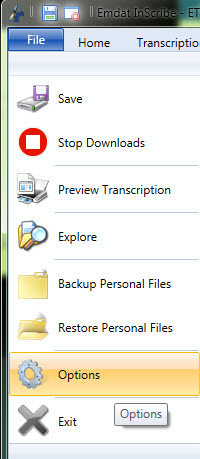 Emdat InScribe - ET
File Home Transcription
Save
Stop Downloads
Preview Transcription
Explore
Backup Personal Files
Restore Personal Files
Options
Options
Exit